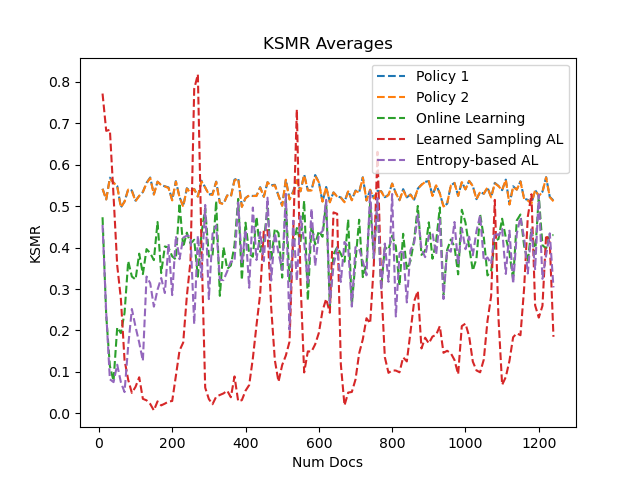 KSMR Averages
Policy 1
Policy 2
Online Learning
Learned Sampling AL
Entropy-based AL
KSMR
0.8
0.7
0.6
0.5
0.4
0.3
0.2
0.1
0.0
0 200 400 600 800 1000 1200
Num Docs